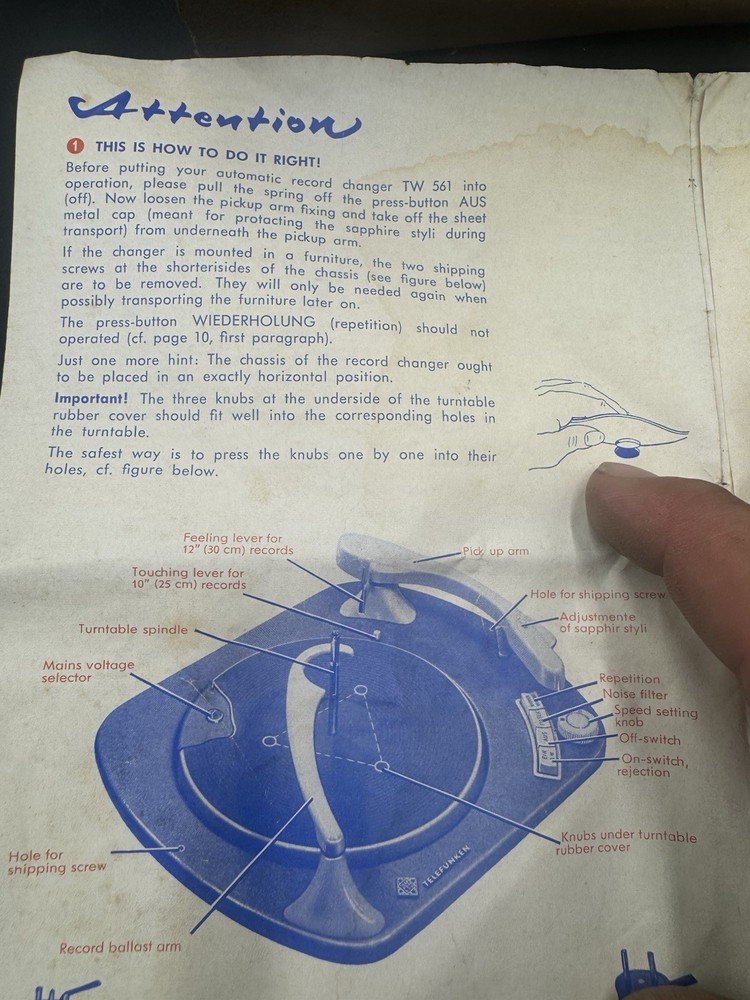 Attention
1 THIS IS HOW TO DO IT RIGHT!
Before putting your automatic record changer TW 561 into
operation, please pull the spring off the press-button AUS
(off). Now loosen the pickup arm fixing and take off the sheet
metal cap (meant for protacting the sapphire styli during
transport) from underneath the pickup arm.
If the changer is mounted in a furniture, the two shipping
screws at the shorterisides of the chassis (see figure below)
are to be removed. They will only be needed again when
possibly transporting the furniture later on.
The press-button WIEDERHOLUNG (repetition) should not
operated (cf. page 10, first paragraph).
Just one more hint: The chassis of the record changer ought
to be placed in an exactly horizontal position.
Important! The three knubs at the underside of the turntable
rubber cover should fit well into the corresponding holes in
the turntable.
The safest way is to press the knubs one by one into their
holes, cf. figure below.
Feeling lever for
12" (30 cm) records
Pick up arm
Touching lever for
10" (25 cm) records
Hole for shipping screw
Adjustmente
of sapphir styli
Turntable spindle
Mains voltage
selector
Repetition
Noise filter
Speed setting
knob
Off-switch
On-switch,
rejection
Knubs under turntable
rubber cover
Hole for
shipping screw
TELEFUNKEN
Record ballast arm